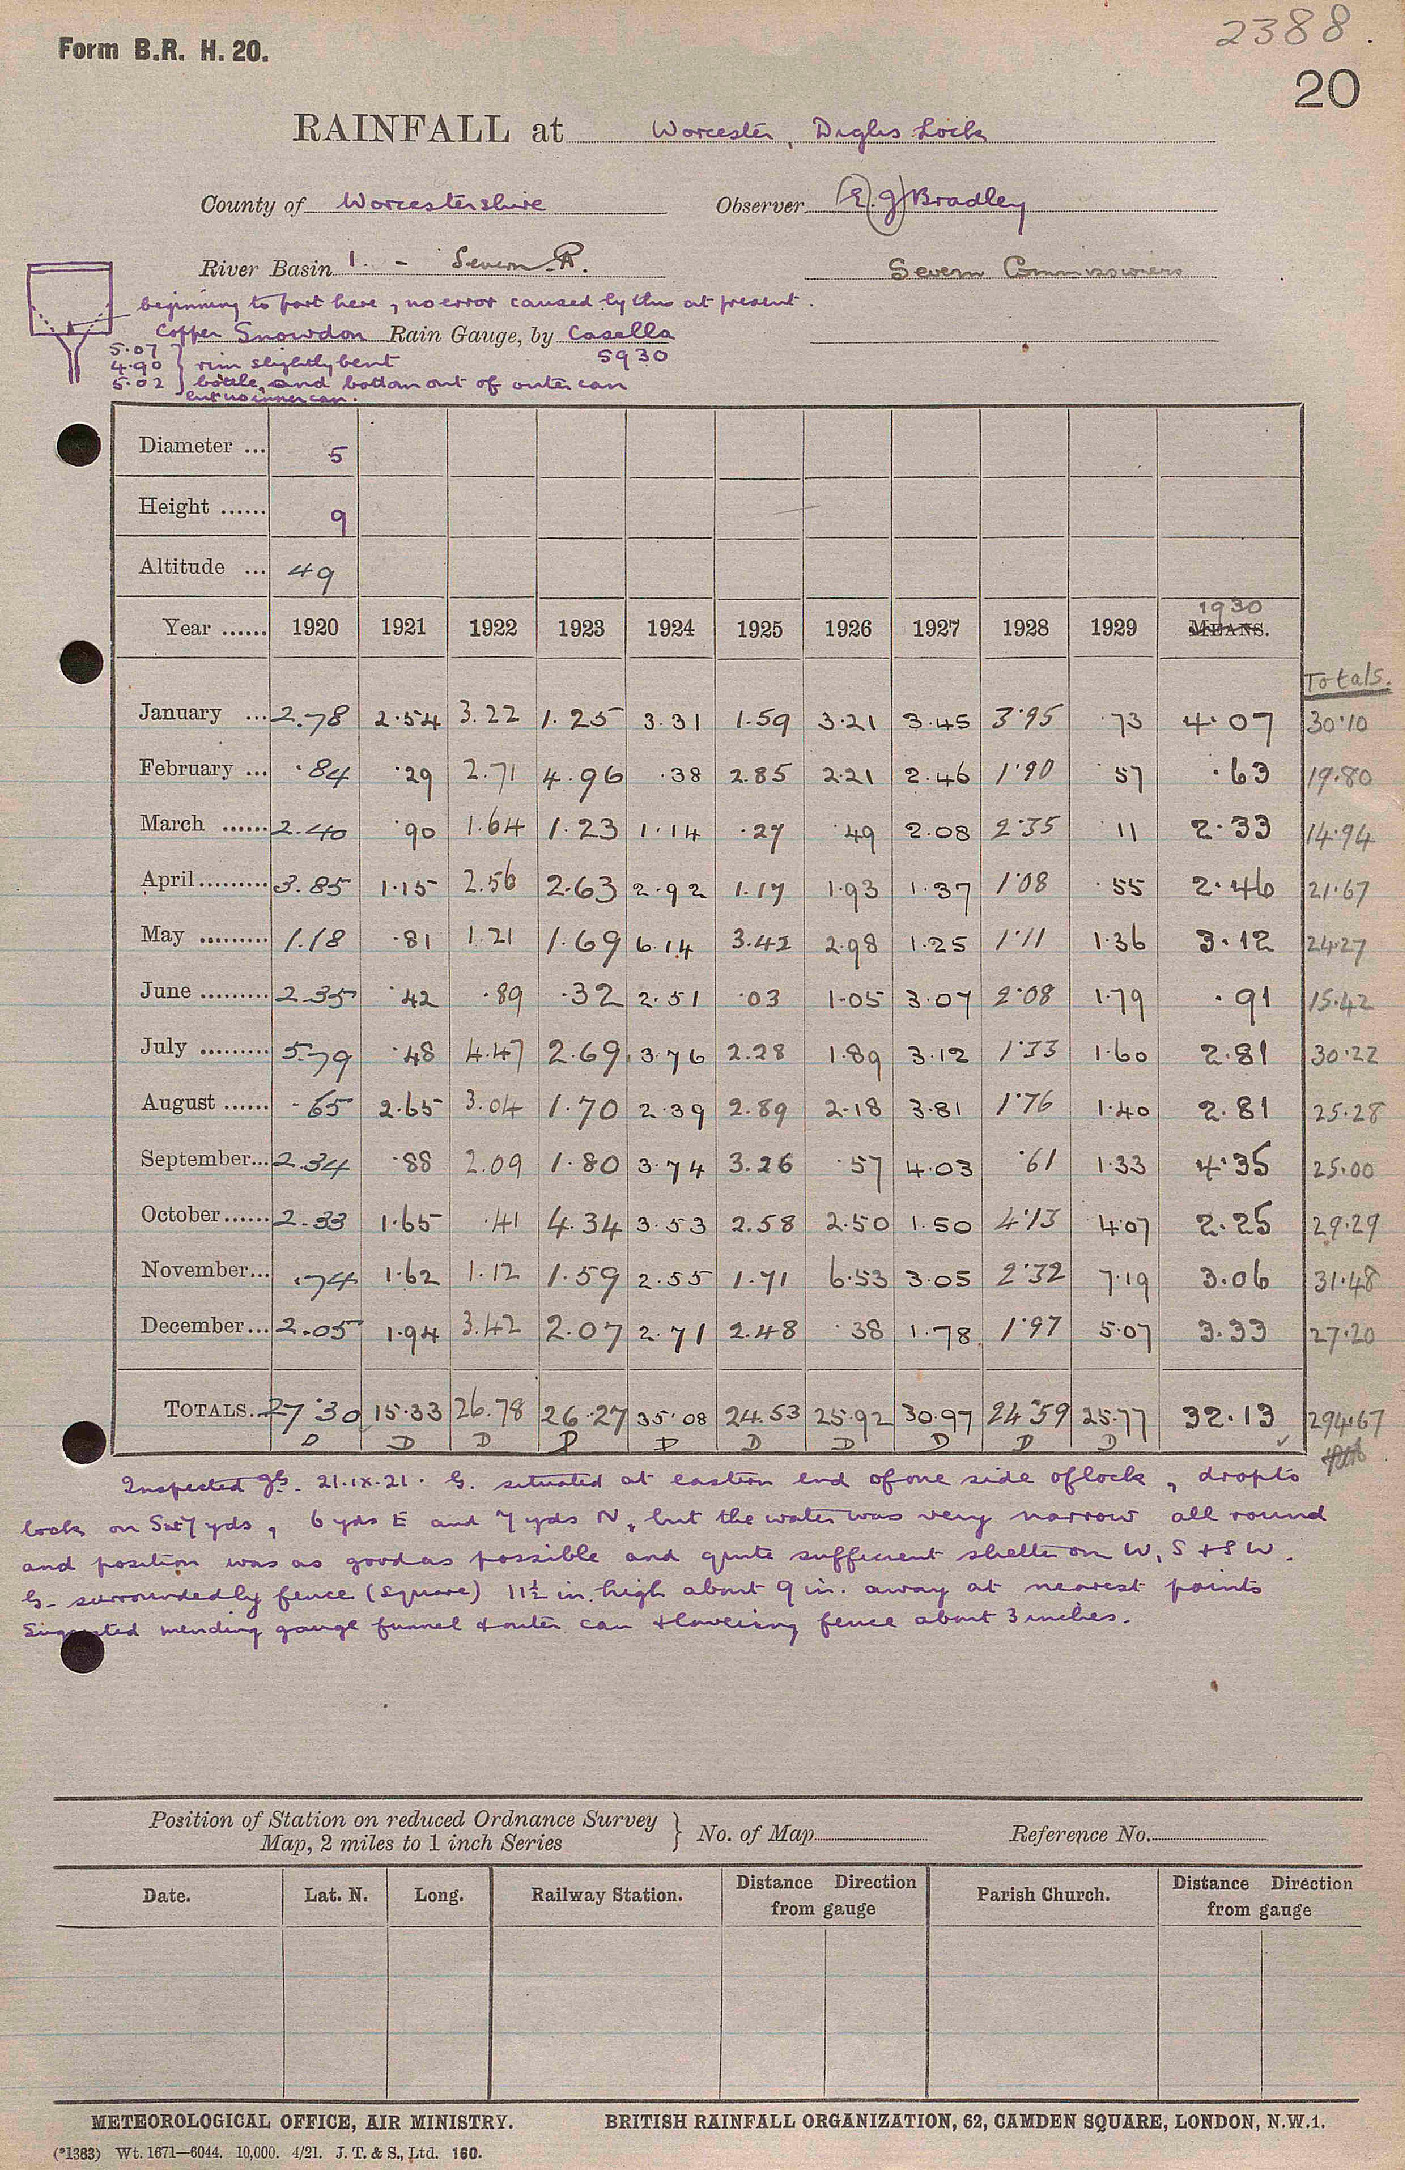 2388.
Form B.R. H. 20.
20
RAINFALL at Worcester, Diglis Lock
County of Worcestershire Observer E. J. Bradley
River Basin 1. - Severn R. Severn Commissioners
beginning to part here, no error caused by this at present.
Copper Snowdon Rain Gauge, by Casella
5930
5.07
4.90 } rim slightly bent
5.02 } bottle, and bottom out of outer can
but no inner can.
Diameter ... 5
Height ...... 9
Altitude ... 49
1930
Year ...... 1920 1921 1922 1923 1924 1925 1926 1927 1928 1929 MEANS.
Totals.
January ... 2.78 2.54 3.22 1.25 3.31 1.59 3.21 3.45 3.95 .73 4.07 30.10
February ... .84 .29 2.71 4.96 .38 2.85 2.21 2.46 1.90 57 .63 19.80
March ...... 2.40 .90 1.64 1.23 1.14 .27 .49 2.08 2.35 11 2.33 14.94
April ......... 3.85 1.15 2.56 2.63 2.92 1.17 1.93 1.37 1.08 .55 2.46 21.67
May ......... 1.18 .81 1.21 1.69 6.14 3.42 2.98 1.25 1.11 1.36 3.12 24.27
June ......... 2.35 .42 .89 .32 2.51 .03 1.05 3.07 2.08 1.79 .91 15.42
July ......... 5.79 .48 4.47 2.69 3.76 2.28 1.89 3.12 1.33 1.60 2.81 30.22
August ...... .65 2.65 3.04 1.70 2.39 2.89 2.18 3.81 1.76 1.40 2.81 25.28
September ... 2.34 .88 2.09 1.80 3.74 3.26 .57 4.03 .61 1.33 4.35 25.00
October ...... 2.33 1.65 .41 4.34 3.53 2.58 2.50 1.50 4.13 4.07 2.25 29.29
November ... .74 1.62 1.12 1.59 2.55 1.71 6.53 3.05 2.32 7.19 3.06 31.48
December ... 2.05 1.94 3.42 2.07 2.71 2.48 .38 1.78 1.97 5.07 3.33 27.20
TOTALS. 27.30 15.33 26.78 26.27 35.08 24.53 25.92 30.97 24.59 25.77 32.13 294.67
D D D D D D D D D D ✓
Inspected 21.ix.21. G. situated at eastern end of one side of lock, drop to
lock on S & 7 yds, 6 yds E and 7 yds N, but the water was very narrow all round
and position was as good as possible and quite sufficient shelter on W, S & S W.
G. surrounded by fence (square) 11½ in. high about 9 in. away at nearest points
Suggested mending gauge funnel & outer can & lowering fence about 3 inches.
Position of Station on reduced Ordnance Survey
Map, 2 miles to 1 inch Series } No. of Map Reference No.
Date. Lat. N. Long. Railway Station. Distance Direction from gauge Parish Church. Distance Direction from gauge
METEOROLOGICAL OFFICE, AIR MINISTRY. BRITISH RAINFALL ORGANIZATION, 62, CAMDEN SQUARE, LONDON, N.W.1.
(*1383) Wt. 1671—6044. 10,000. 4/21. J. T. & S., Ltd. 160.